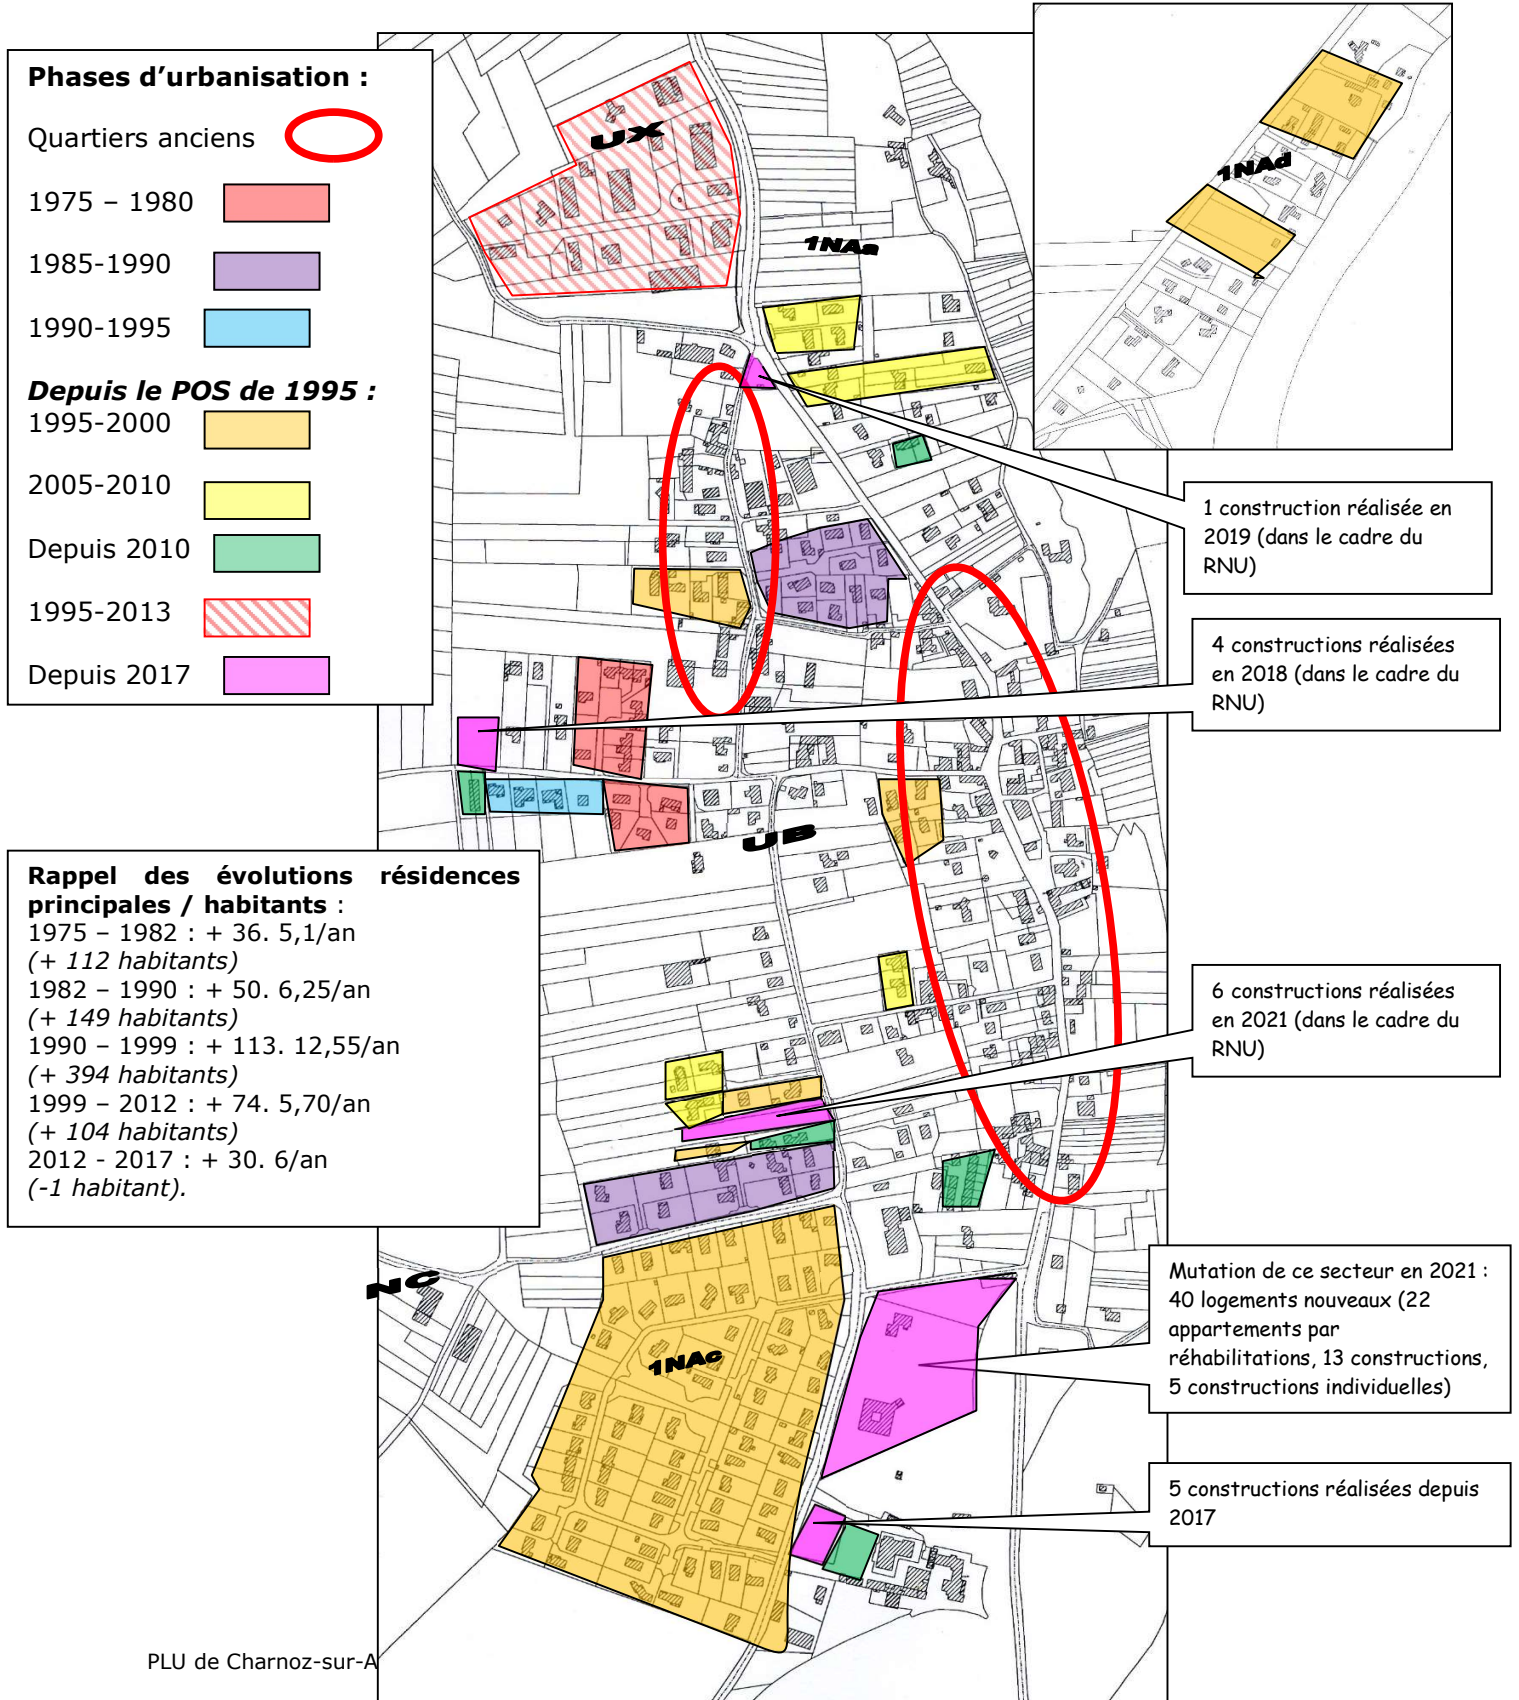 Phases d’urbanisation :
Quartiers anciens
1975 – 1980
1985-1990
1990-1995
Depuis le POS de 1995 :
1995-2000
2005-2010
Depuis 2010
1995-2013
Depuis 2017
UX
1NAa
1NAd
1 construction réalisée en
2019 (dans le cadre du
RNU)
4 constructions réalisées
en 2018 (dans le cadre du
RNU)
UB
Rappel des évolutions résidences
principales / habitants :
1975 – 1982 : + 36. 5,1/an
(+ 112 habitants)
1982 – 1990 : + 50. 6,25/an
(+ 149 habitants)
1990 – 1999 : + 113. 12,55/an
(+ 394 habitants)
1999 – 2012 : + 74. 5,70/an
(+ 104 habitants)
2012 - 2017 : + 30. 6/an
(-1 habitant).
6 constructions réalisées
en 2021 (dans le cadre du
RNU)
NC
1NAc
Mutation de ce secteur en 2021 :
40 logements nouveaux (22
appartements par
réhabilitations, 13 constructions,
5 constructions individuelles)
5 constructions réalisées depuis
2017
PLU de Charnoz-sur-A